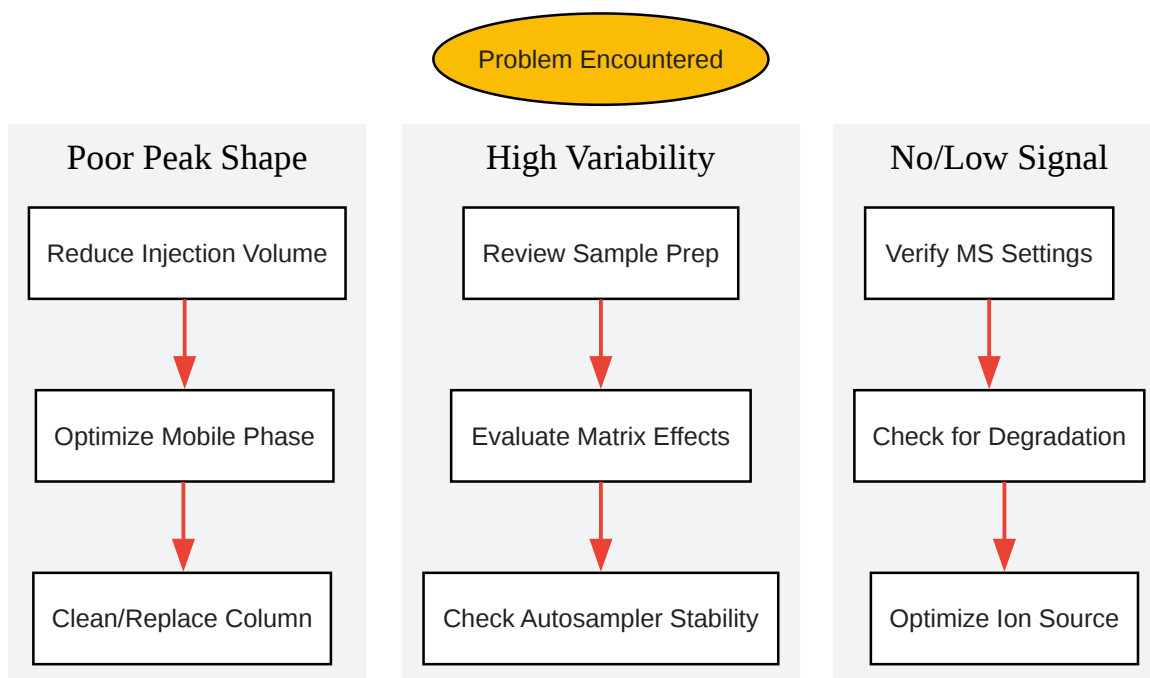 Problem Encountered
Poor Peak Shape
Reduce Injection Volume
Optimize Mobile Phase
Clean/Replace Column
High Variability
Review Sample Prep
Evaluate Matrix Effects
Check Autosampler Stability
No/Low Signal
Verify MS Settings
Check for Degradation
Optimize Ion Source